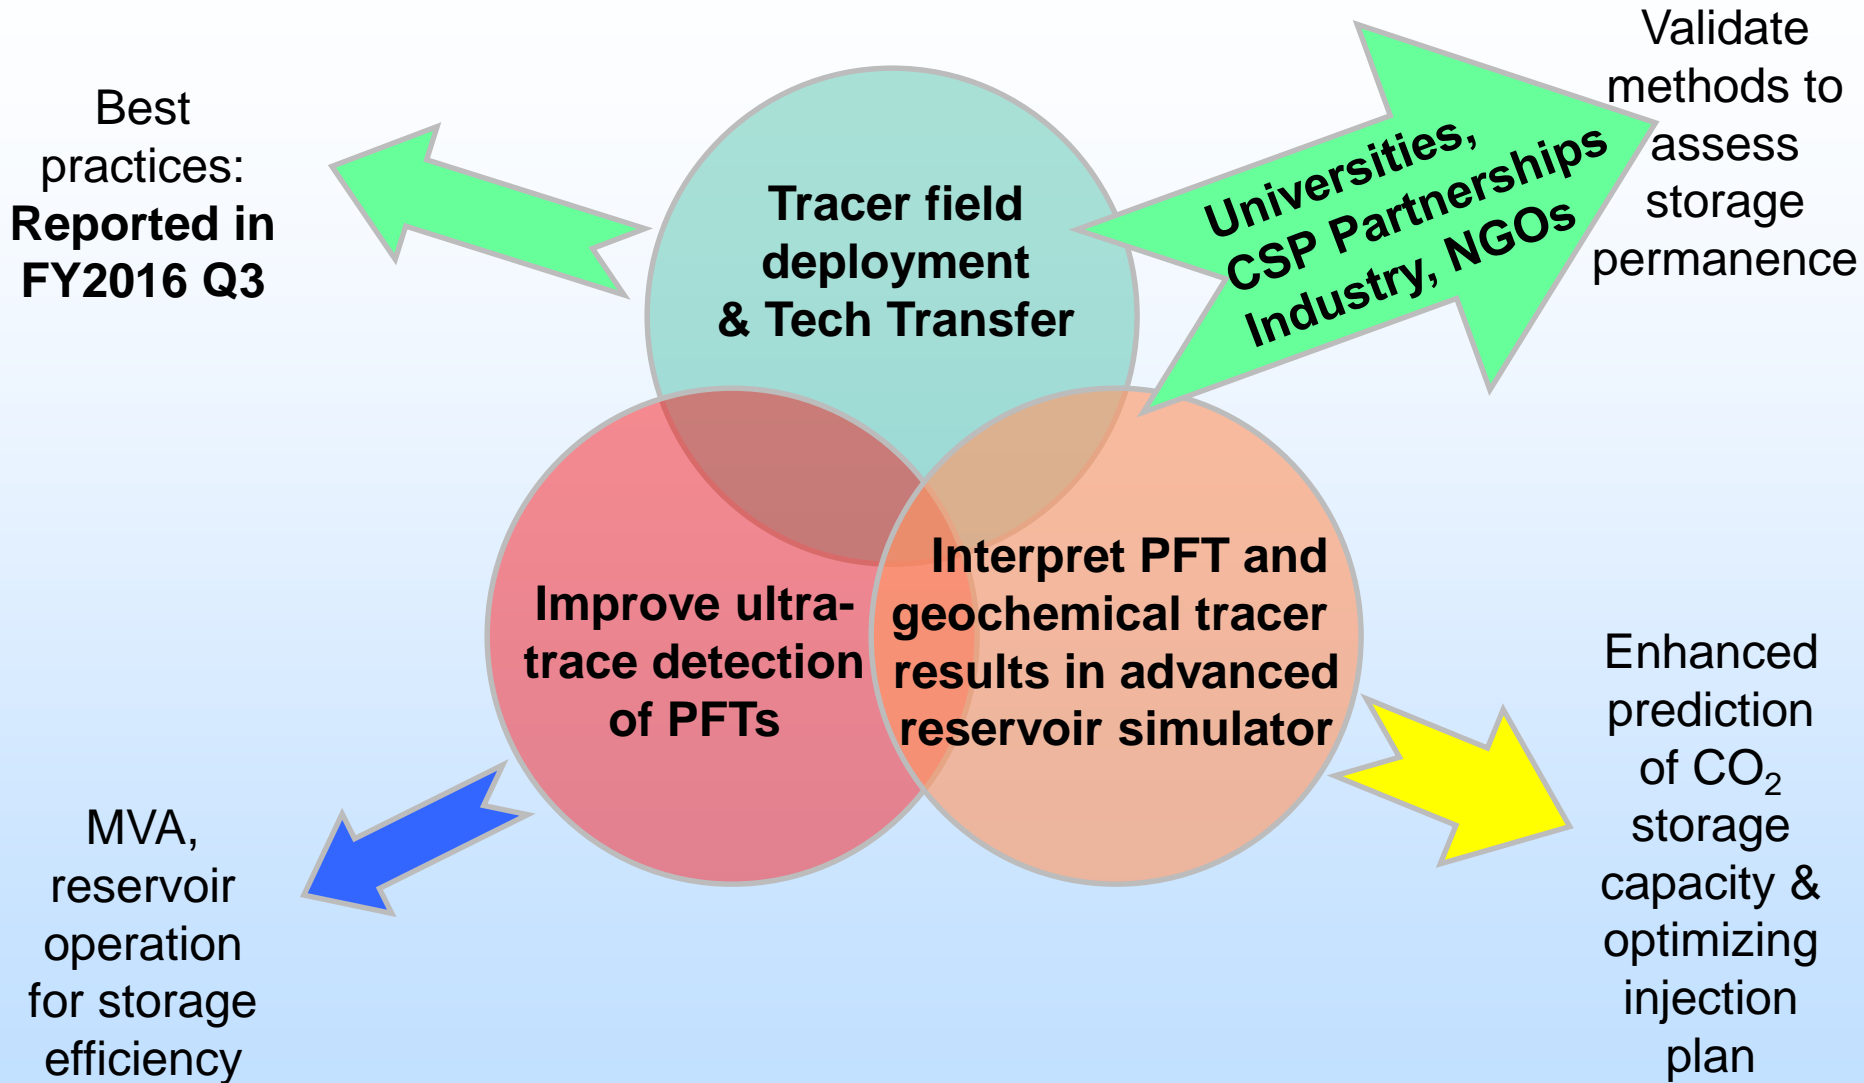 Best
practices:
Reported in
FY2016 Q3
Tracer field
deployment
& Tech Transfer
Universities,
CSP Partnerships
Industry, NGOs
Validate
methods to
assess
storage
permanence
Improve ultra-
trace detection
of PFTs
Interpret PFT and
geochemical tracer
results in advanced
reservoir simulator
MVA,
reservoir
operation
for storage
efficiency
Enhanced
prediction
of CO₂
storage
capacity &
optimizing
injection
plan